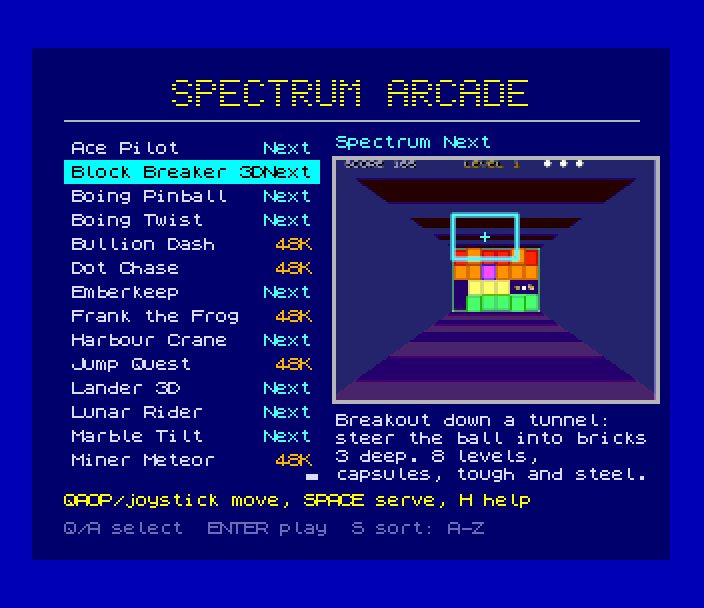 SPECTRUM ARCADE
Ace Pilot Next
Block Breaker 3DNext
Boing Pinball Next
Boing Twist Next
Bullion Dash 48K
Dot Chase 48K
Emberkeep Next
Frank the Frog 48K
Harbour Crane Next
Jump Quest 48K
Lander 3D Next
Lunar Rider Next
Marble Tilt Next
Miner Meteor 48K
Spectrum Next
SCORE 165 LEVEL 1
Breakout down a tunnel:
steer the ball into bricks
3 deep. 8 levels,
capsules, tough and steel.
QAOP/joystick move, SPACE serve, H help
Q/A select ENTER play S sort: A-Z